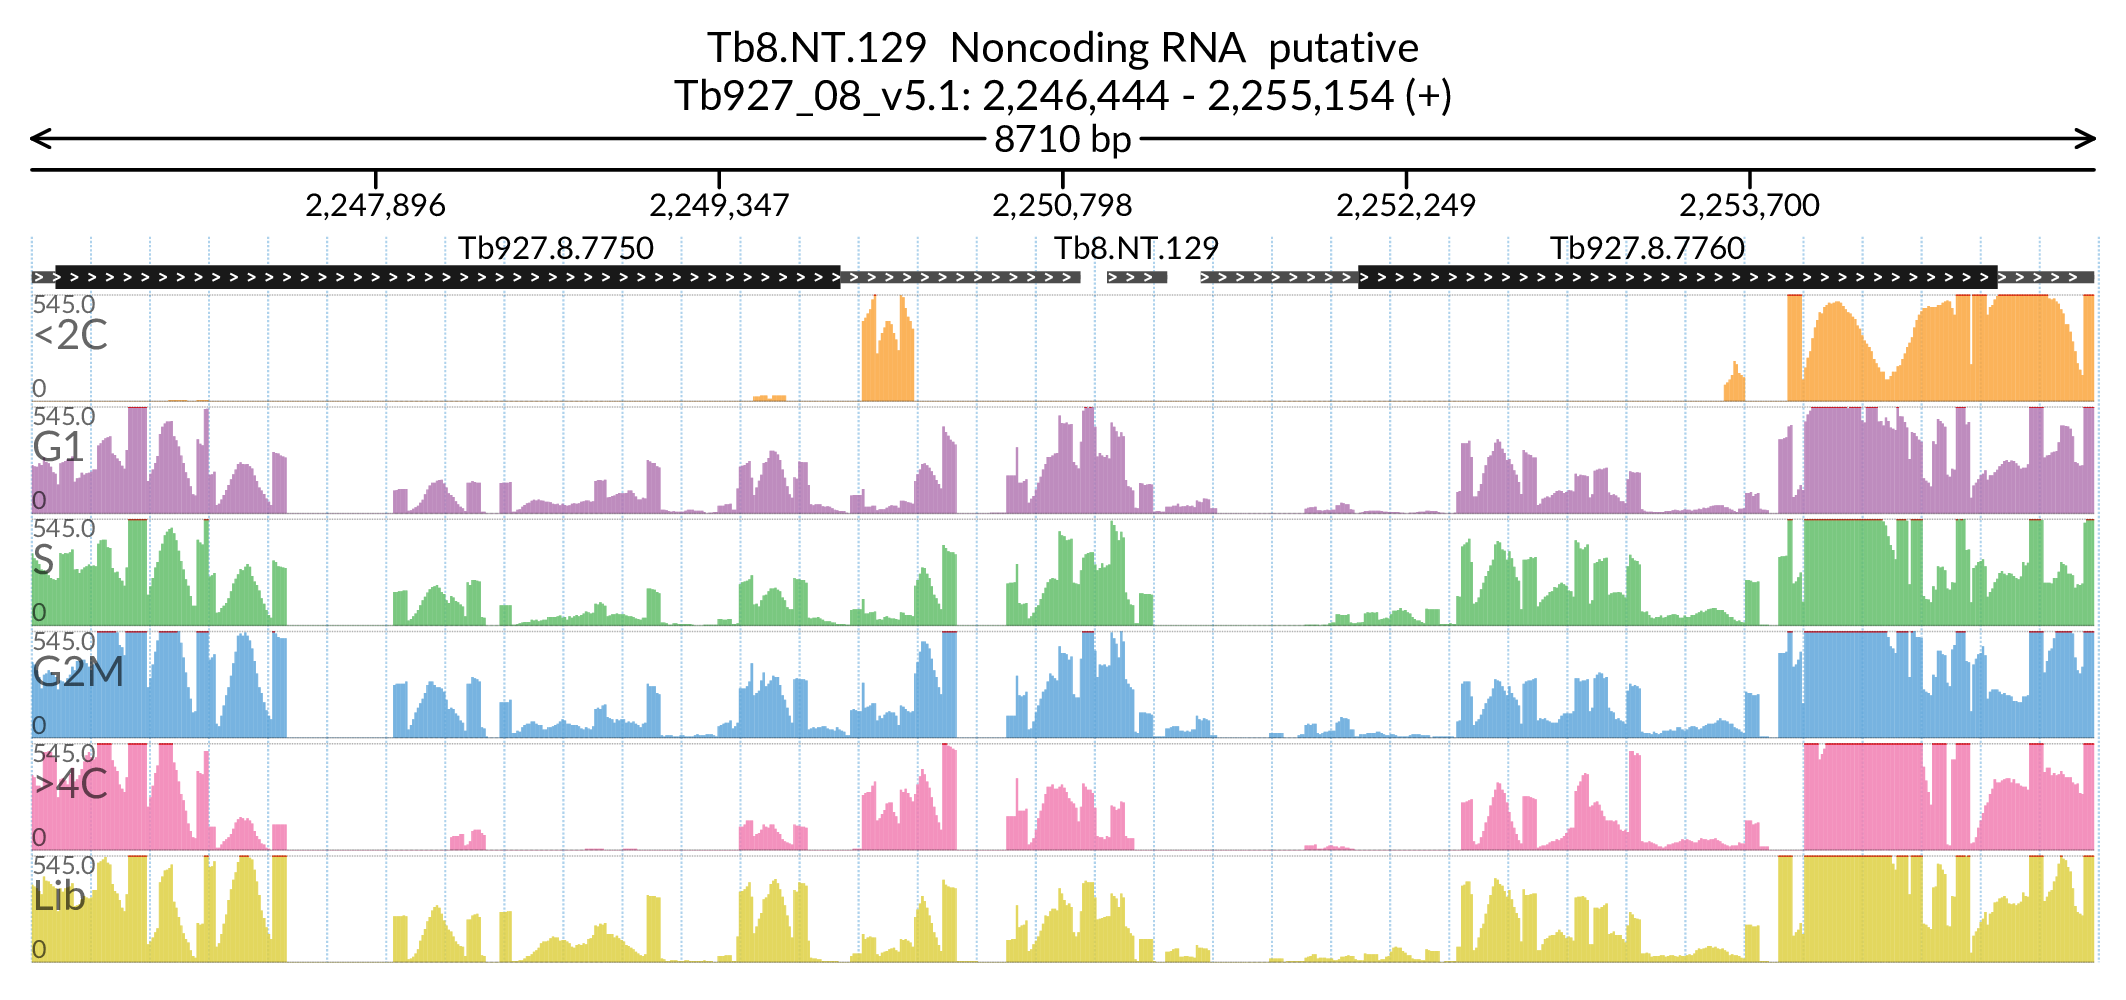 Tb8.NT.129 Noncoding RNA putative
Tb927_08_v5.1: 2,246,444 - 2,255,154 (+)
8710 bp
2,247,896 2,249,347 2,250,798 2,252,249 2,253,700
Tb927.8.7750 Tb8.NT.129 Tb927.8.7760
545.0
<2C
0
545.0
G1
0
545.0
S
0
545.0
G2M
0
545.0
>4C
0
545.0
Lib
0